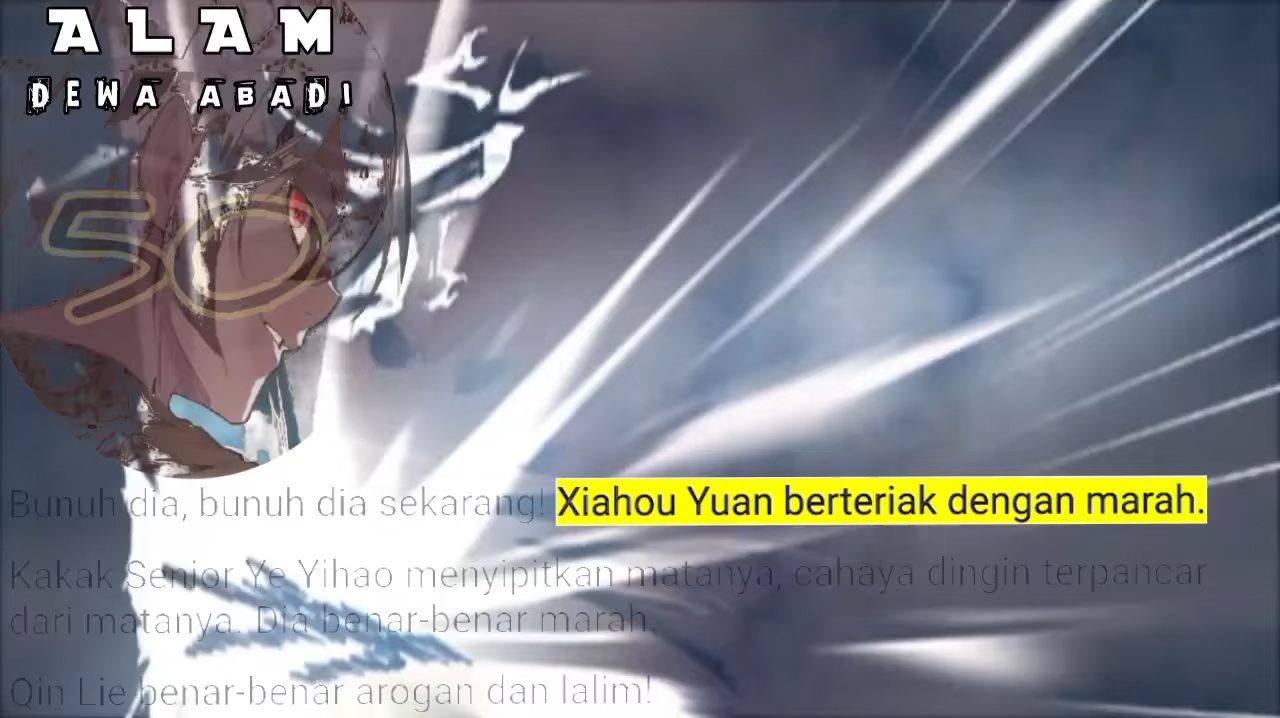 ALAM
DEWA ABADI
50
Bunuh dia, bunuh dia sekarang! Xiahou Yuan berteriak dengan marah.
Kakak Senior Ye Yihao menyipitkan matanya, cahaya dingin terpancar
dari matanya. Dia benar-benar marah.
Qin Lie benar-benar arogan dan lalim!